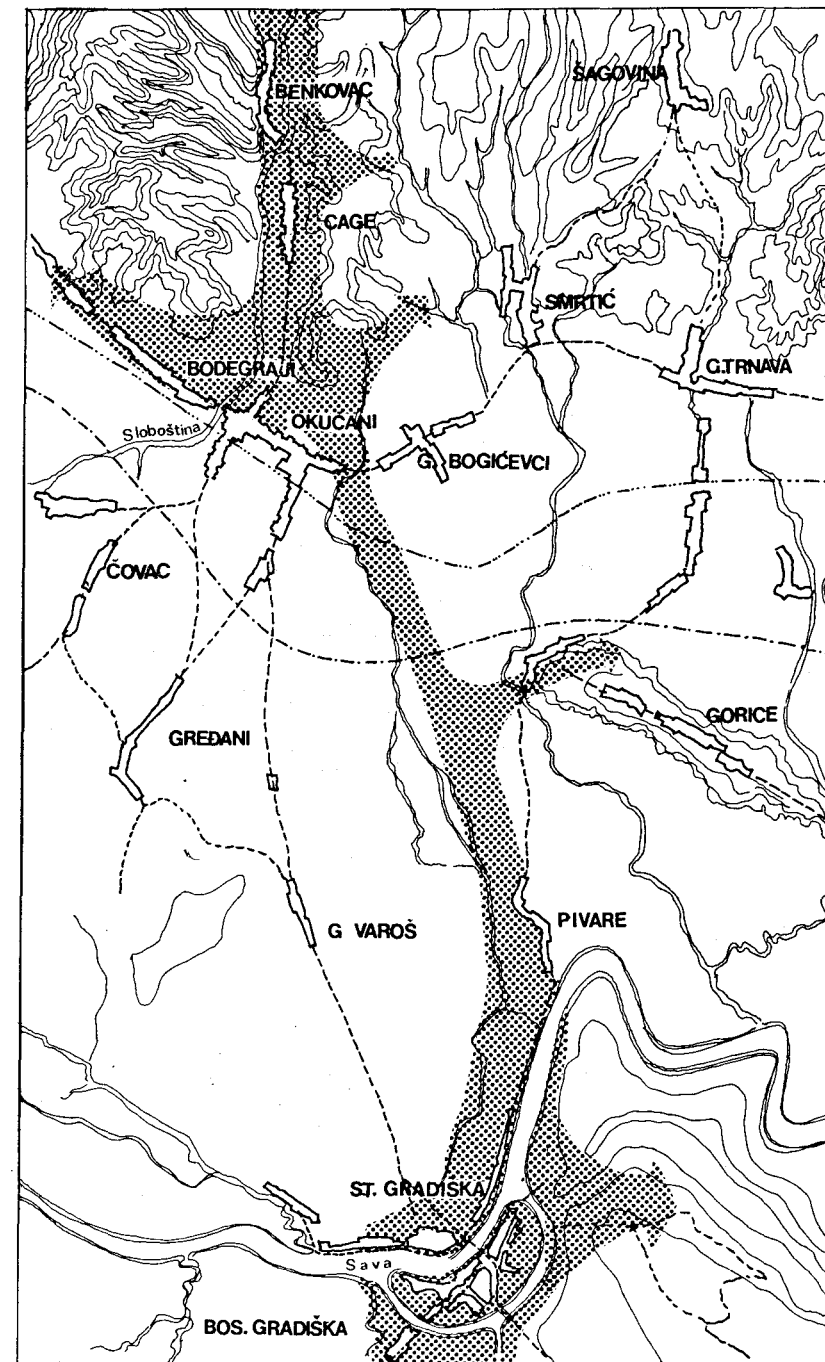 BENKOVAC
ŠAGOVINA
CAGE
SMRTIĆ
BODEGRAJI
G.TRNAVA
OKUČANI
Sloboština
G. BOGIĆEVCI
ČOVAC
GORICE
GREĐANI
PIVARE
G VAROŠ
ST. GRADIŠKA
Sava
BOS. GRADIŠKA